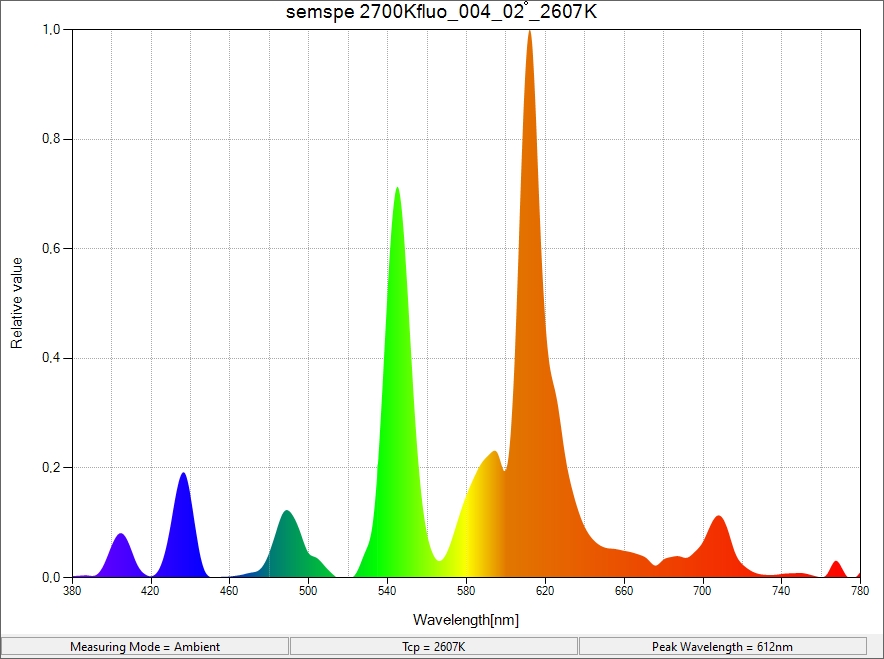 semspe 2700Kfluo_004_02°_2607K
1,0
0,8
0,6
0,4
0,2
0,0
Relative value
380 420 460 500 540 580 620 660 700 740 780
Wavelength[nm]
Measuring Mode = Ambient Tcp = 2607K Peak Wavelength = 612nm